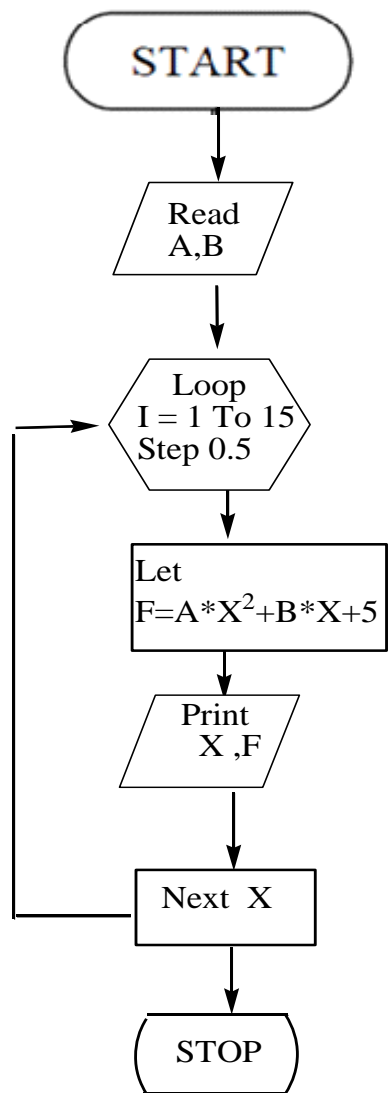 START
Read
A,B
Loop
I = 1 To 15
Step 0.5
Let
F=A*X²+B*X+5
Print
X ,F
Next X
STOP